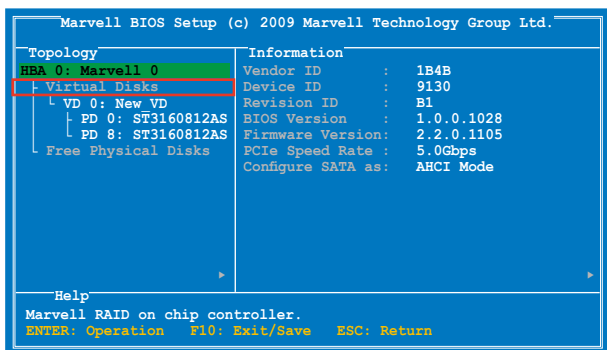 Marvell BIOS Setup (c) 2009 Marvell Technology Group Ltd.
Topology
HBA 0: Marvell 0
Virtual Disks
VD 0: New_VD
PD 0: ST3160812AS
PD 8: ST3160812AS
Free Physical Disks
Information
Vendor ID : 1B4B
Device ID : 9130
Revision ID : B1
BIOS Version : 1.0.0.1028
Firmware Version: 2.2.0.1105
PCIe Speed Rate : 5.0Gbps
Configure SATA as: AHCI Mode
Help
Marvell RAID on chip controller.
ENTER: Operation F10: Exit/Save ESC: Return